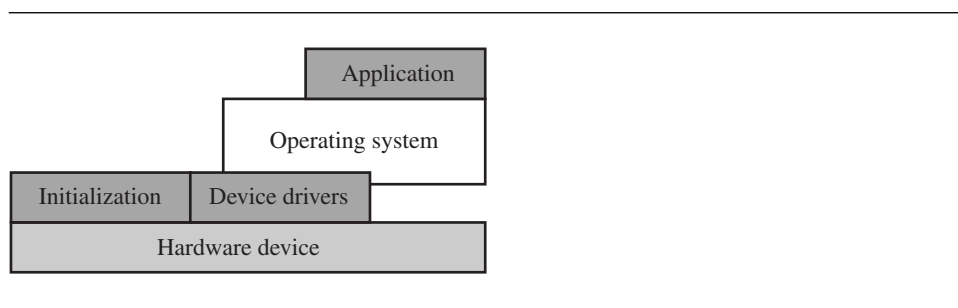 Application
Operating system
Initialization Device drivers
Hardware device